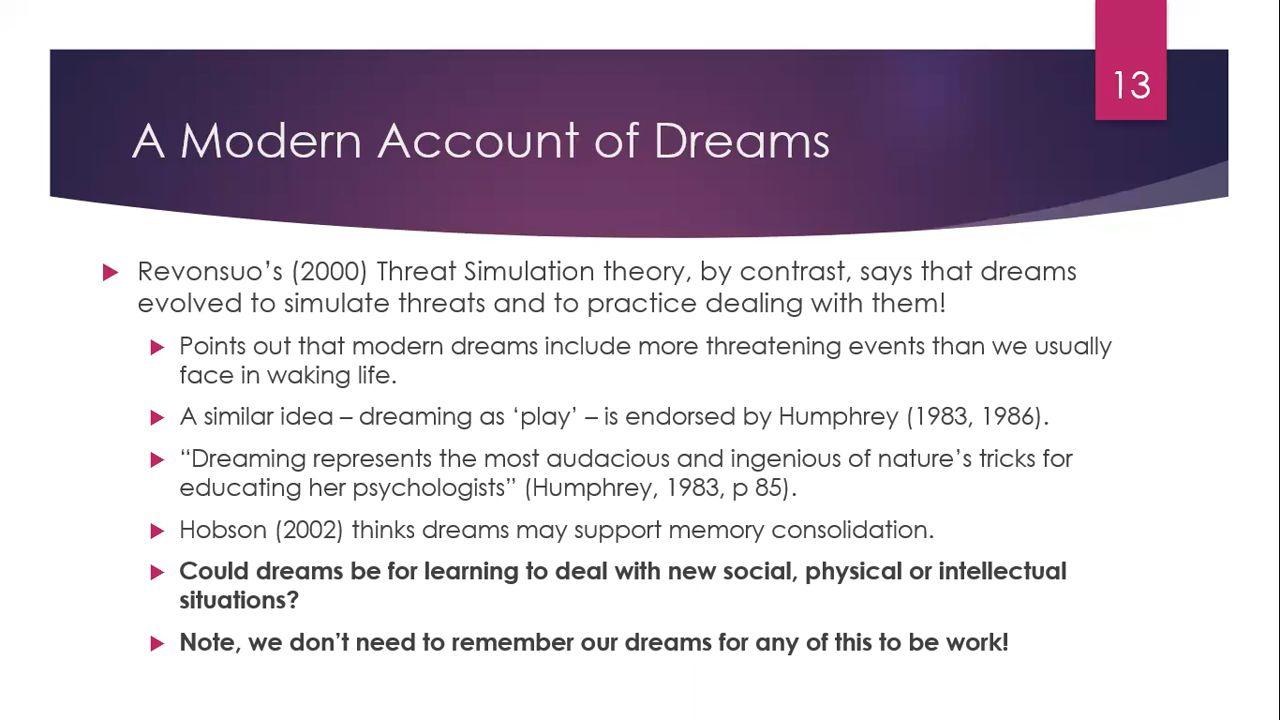 13
A Modern Account of Dreams
Revonsuo’s (2000) Threat Simulation theory, by contrast, says that dreams
evolved to simulate threats and to practice dealing with them!
Points out that modern dreams include more threatening events than we usually
face in waking life.
A similar idea – dreaming as ‘play’ – is endorsed by Humphrey (1983, 1986).
“Dreaming represents the most audacious and ingenious of nature’s tricks for
educating her psychologists” (Humphrey, 1983, p 85).
Hobson (2002) thinks dreams may support memory consolidation.
Could dreams be for learning to deal with new social, physical or intellectual
situations?
Note, we don’t need to remember our dreams for any of this to be work!